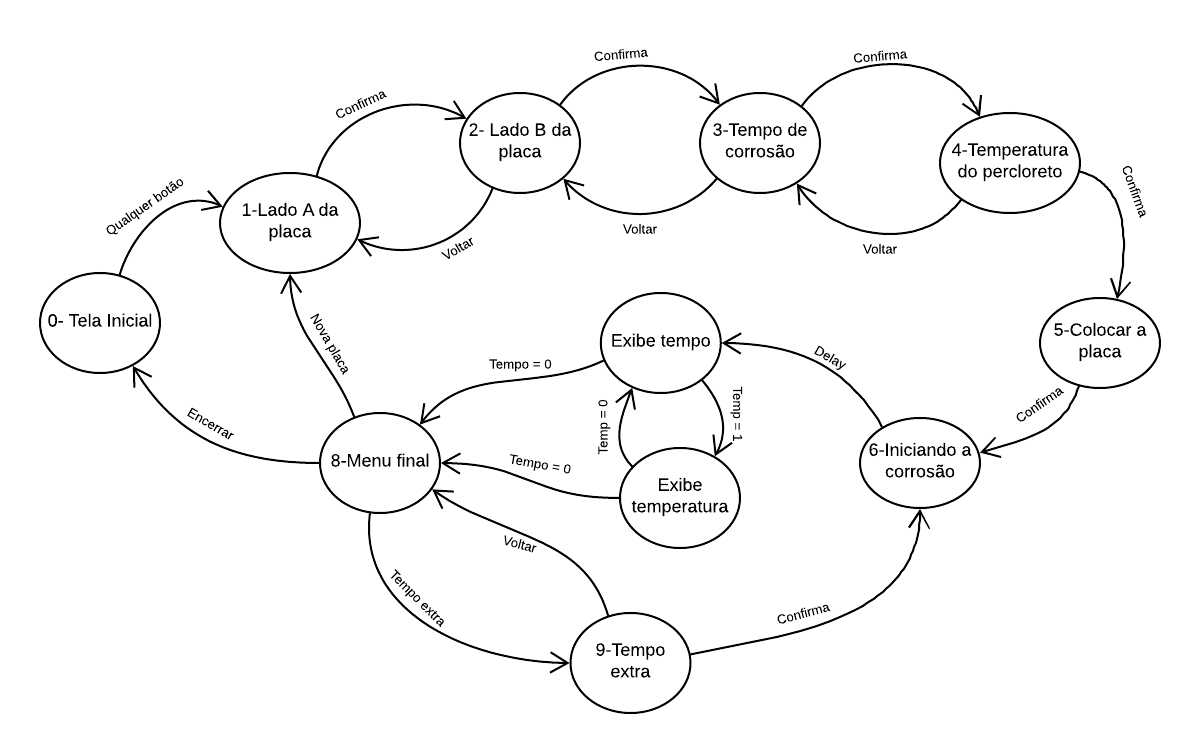 Confirma
Confirma
Confirma
2- Lado B da
placa
3-Tempo de
corrosão
4-Temperatura
do percloreto
Qualquer botão
1-Lado A da
placa
Voltar
Voltar
Voltar
Confirma
0- Tela Inicial
Nova placa
Exibe tempo
5-Colocar a
placa
Tempo = 0
Delay
Temp = 0
Temp = 1
Confirma
Encerrar
8-Menu final
Tempo = 0
Exibe
temperatura
6-Iniciando a
corrosão
Voltar
Tempo extra
Confirma
9-Tempo
extra